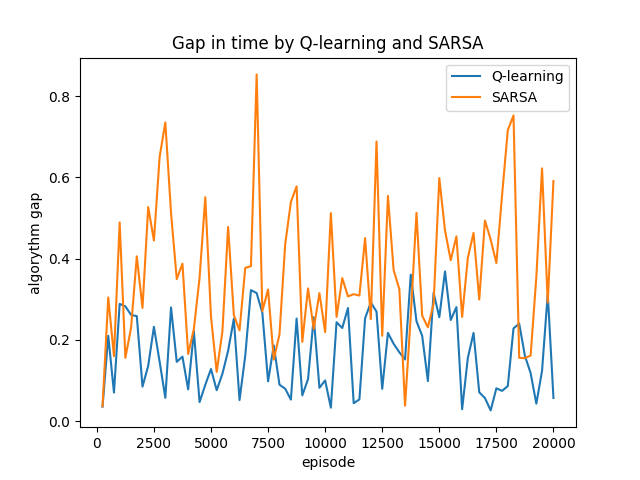 Gap in time by Q-learning and SARSA
Q-learning
SARSA
algorythm gap
0.8
0.6
0.4
0.2
0.0
0 2500 5000 7500 10000 12500 15000 17500 20000
episode